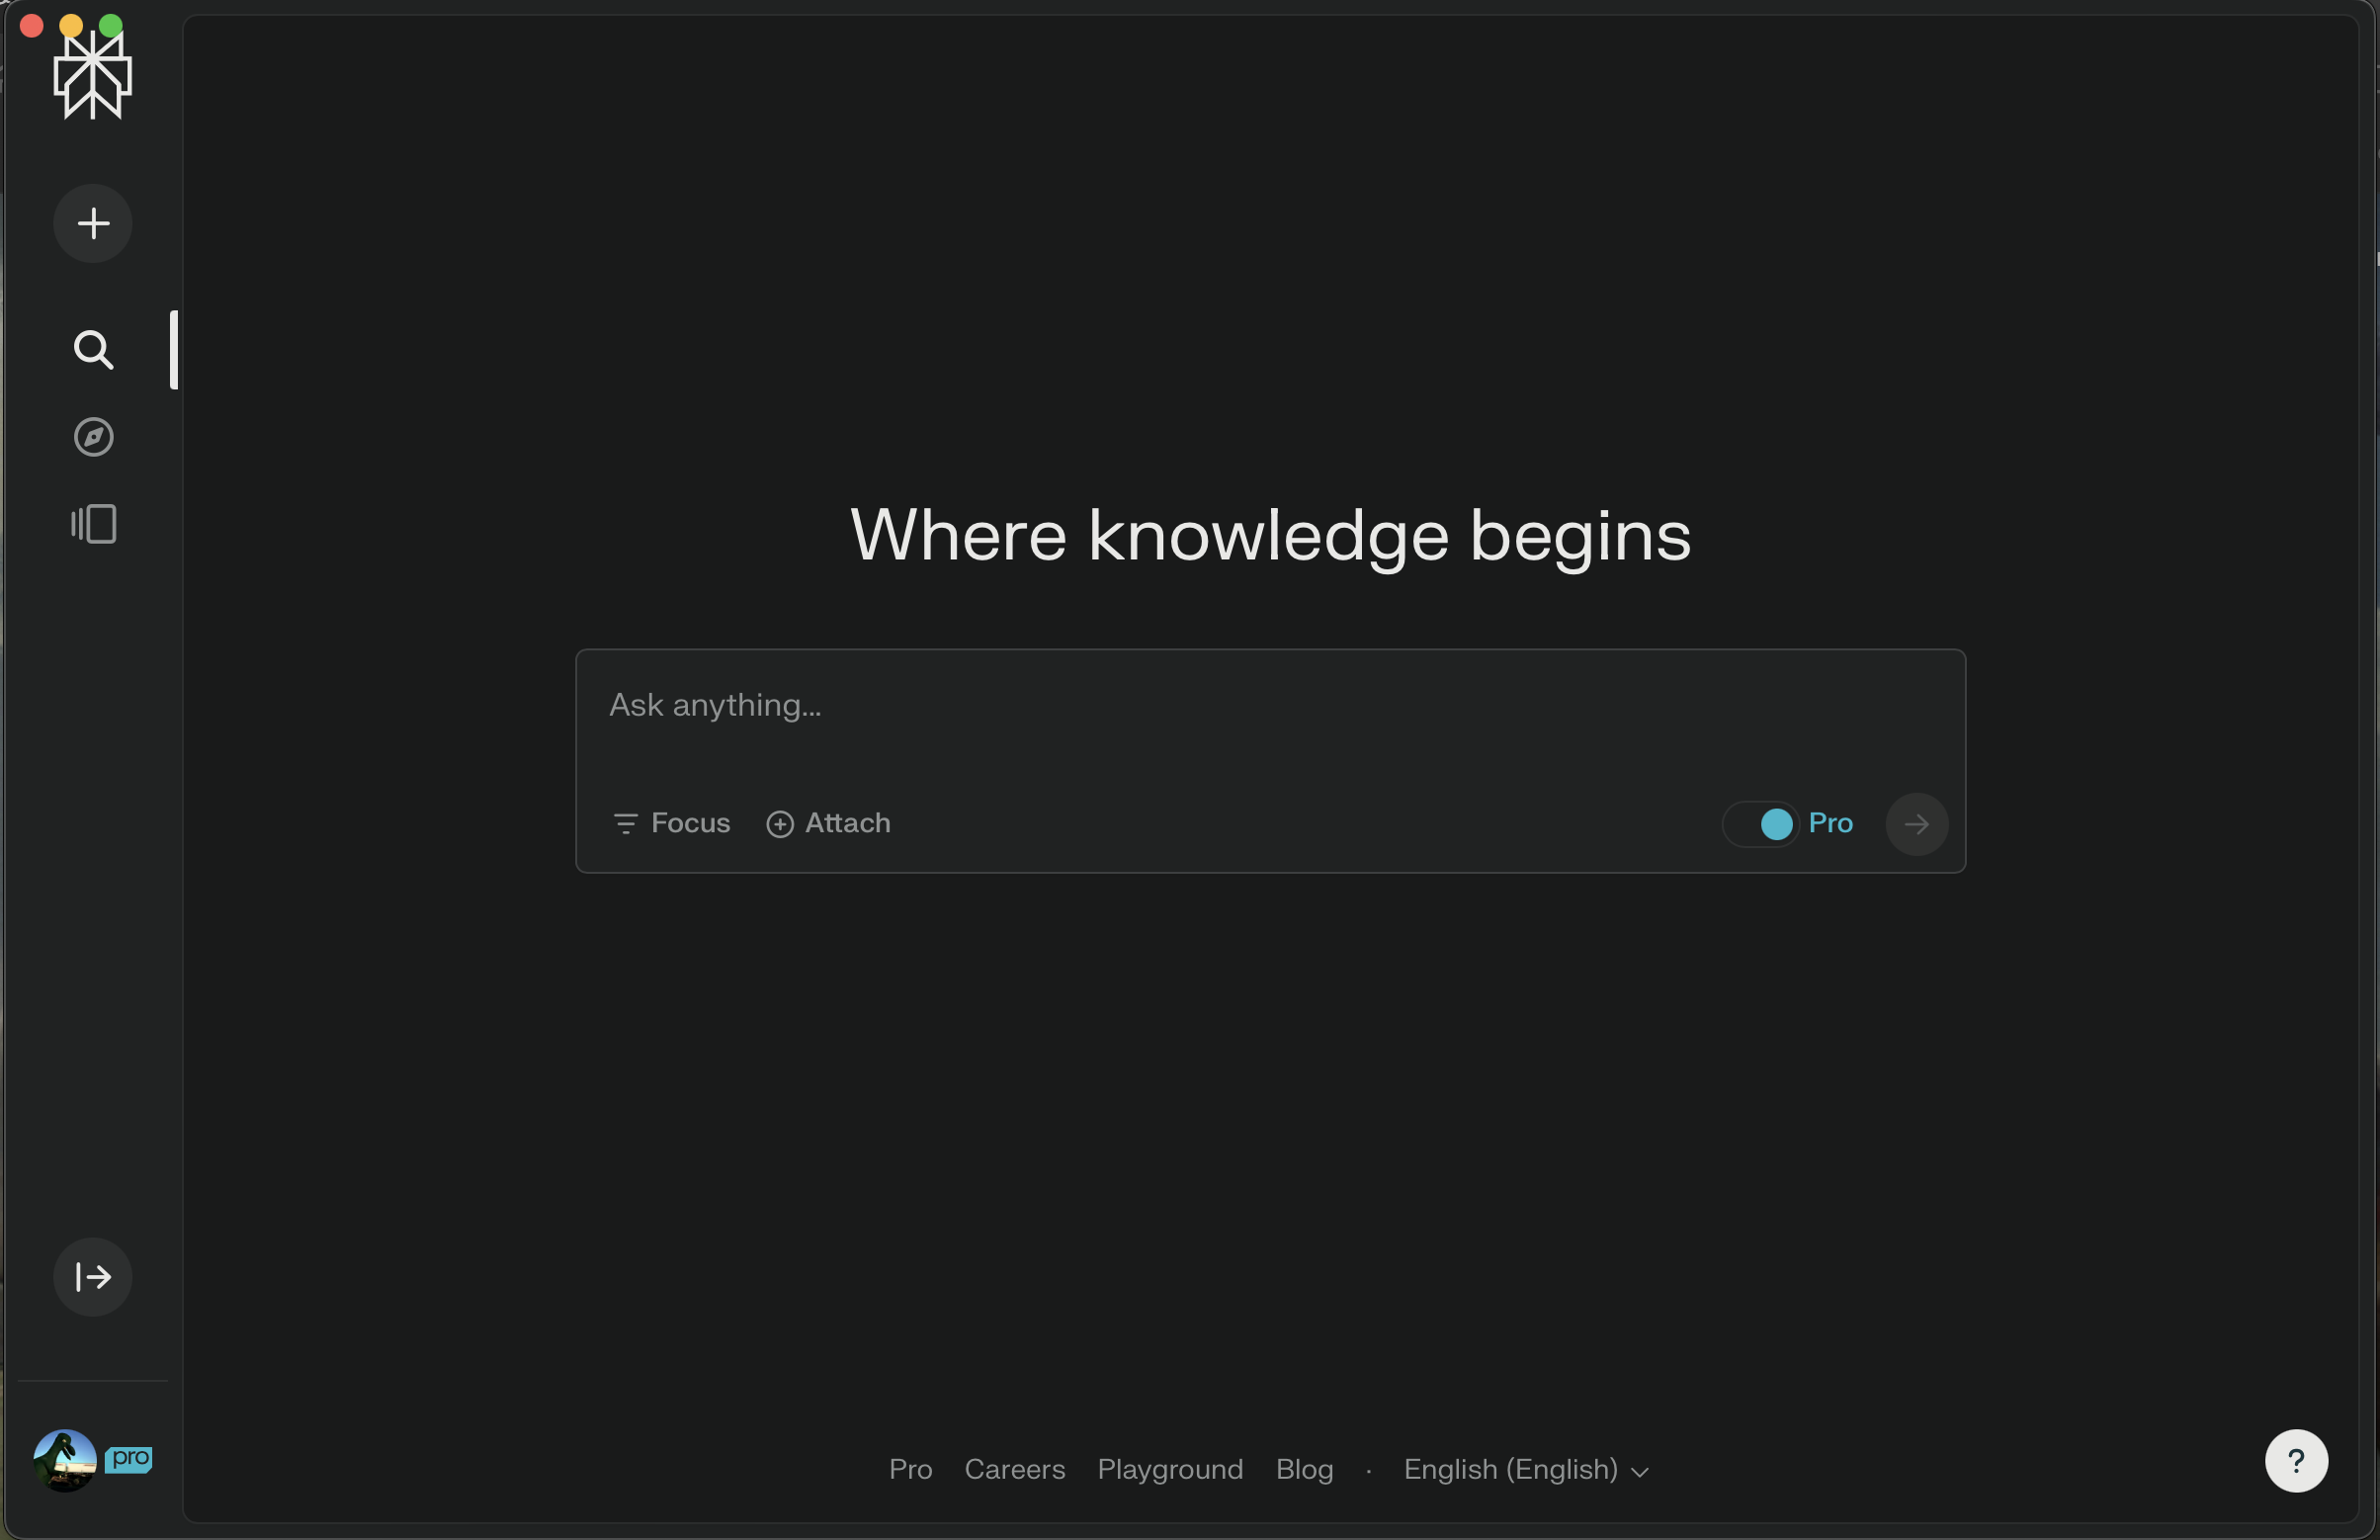 Where knowledge begins
Ask anything...
Focus
Attach
Pro
pro
Pro
Careers
Playground
Blog
·
English (English)
?